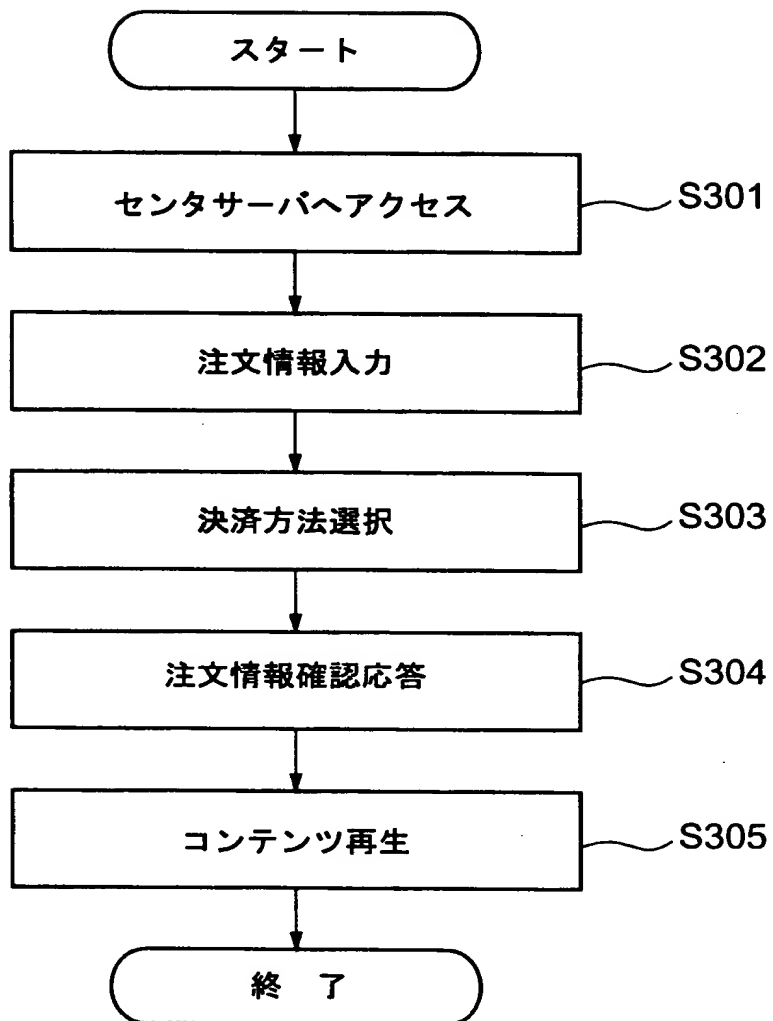 スタート
センタサーバへアクセス
S301
注文情報入力
S302
決済方法選択
S303
注文情報確認応答
S304
コンテンツ再生
S305
終 了